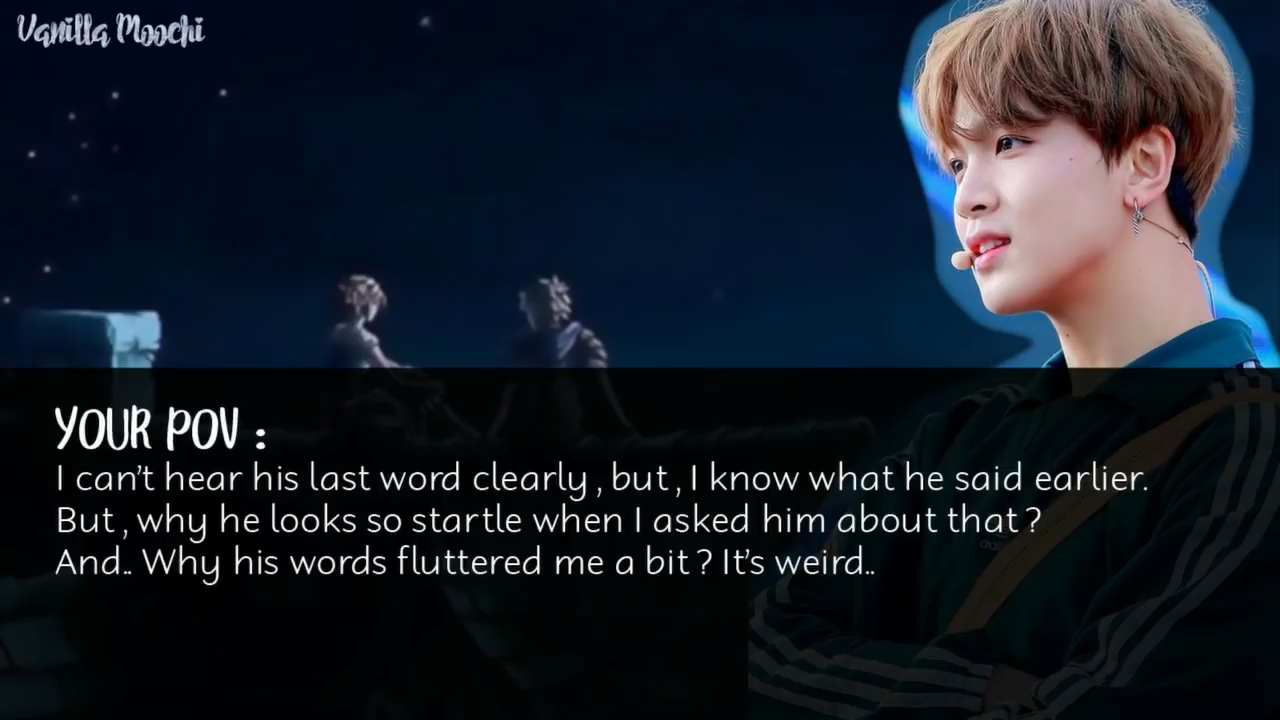 Vanilla Moochi
YOUR POV :
I can't hear his last word clearly , but , I know what he said earlier.
But , why he looks so startle when I asked him about that ?
And.. Why his words fluttered me a bit ? It's weird..